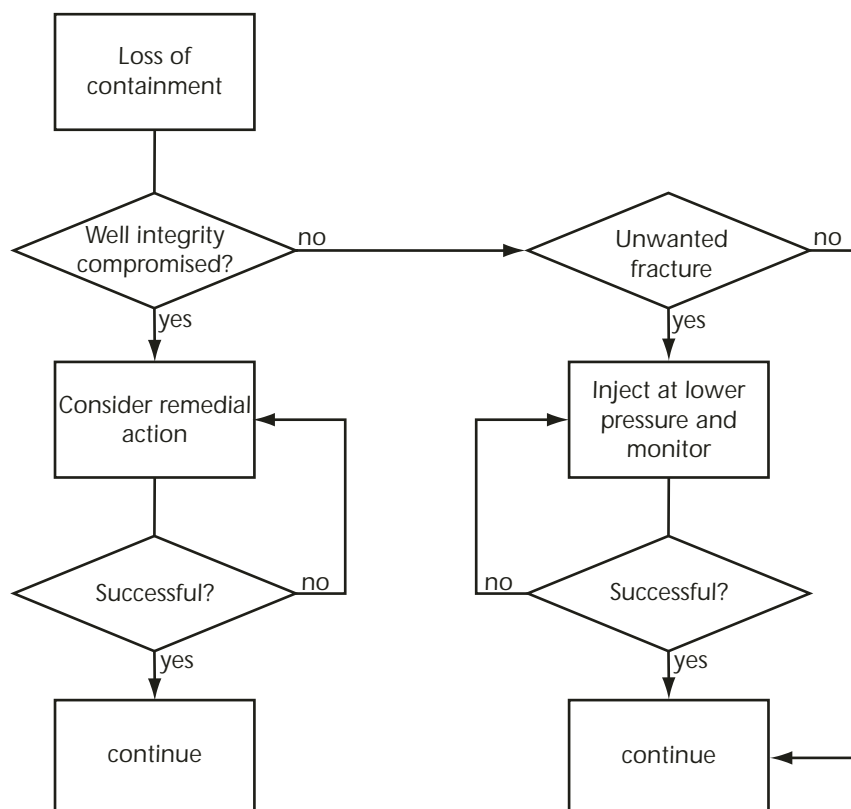 Loss of
containment
Well integrity
compromised?
no
Unwanted
fracture
no
yes
yes
Consider remedial
action
Inject at lower
pressure and
monitor
Successful?
no
no
Successful?
yes
yes
continue
continue